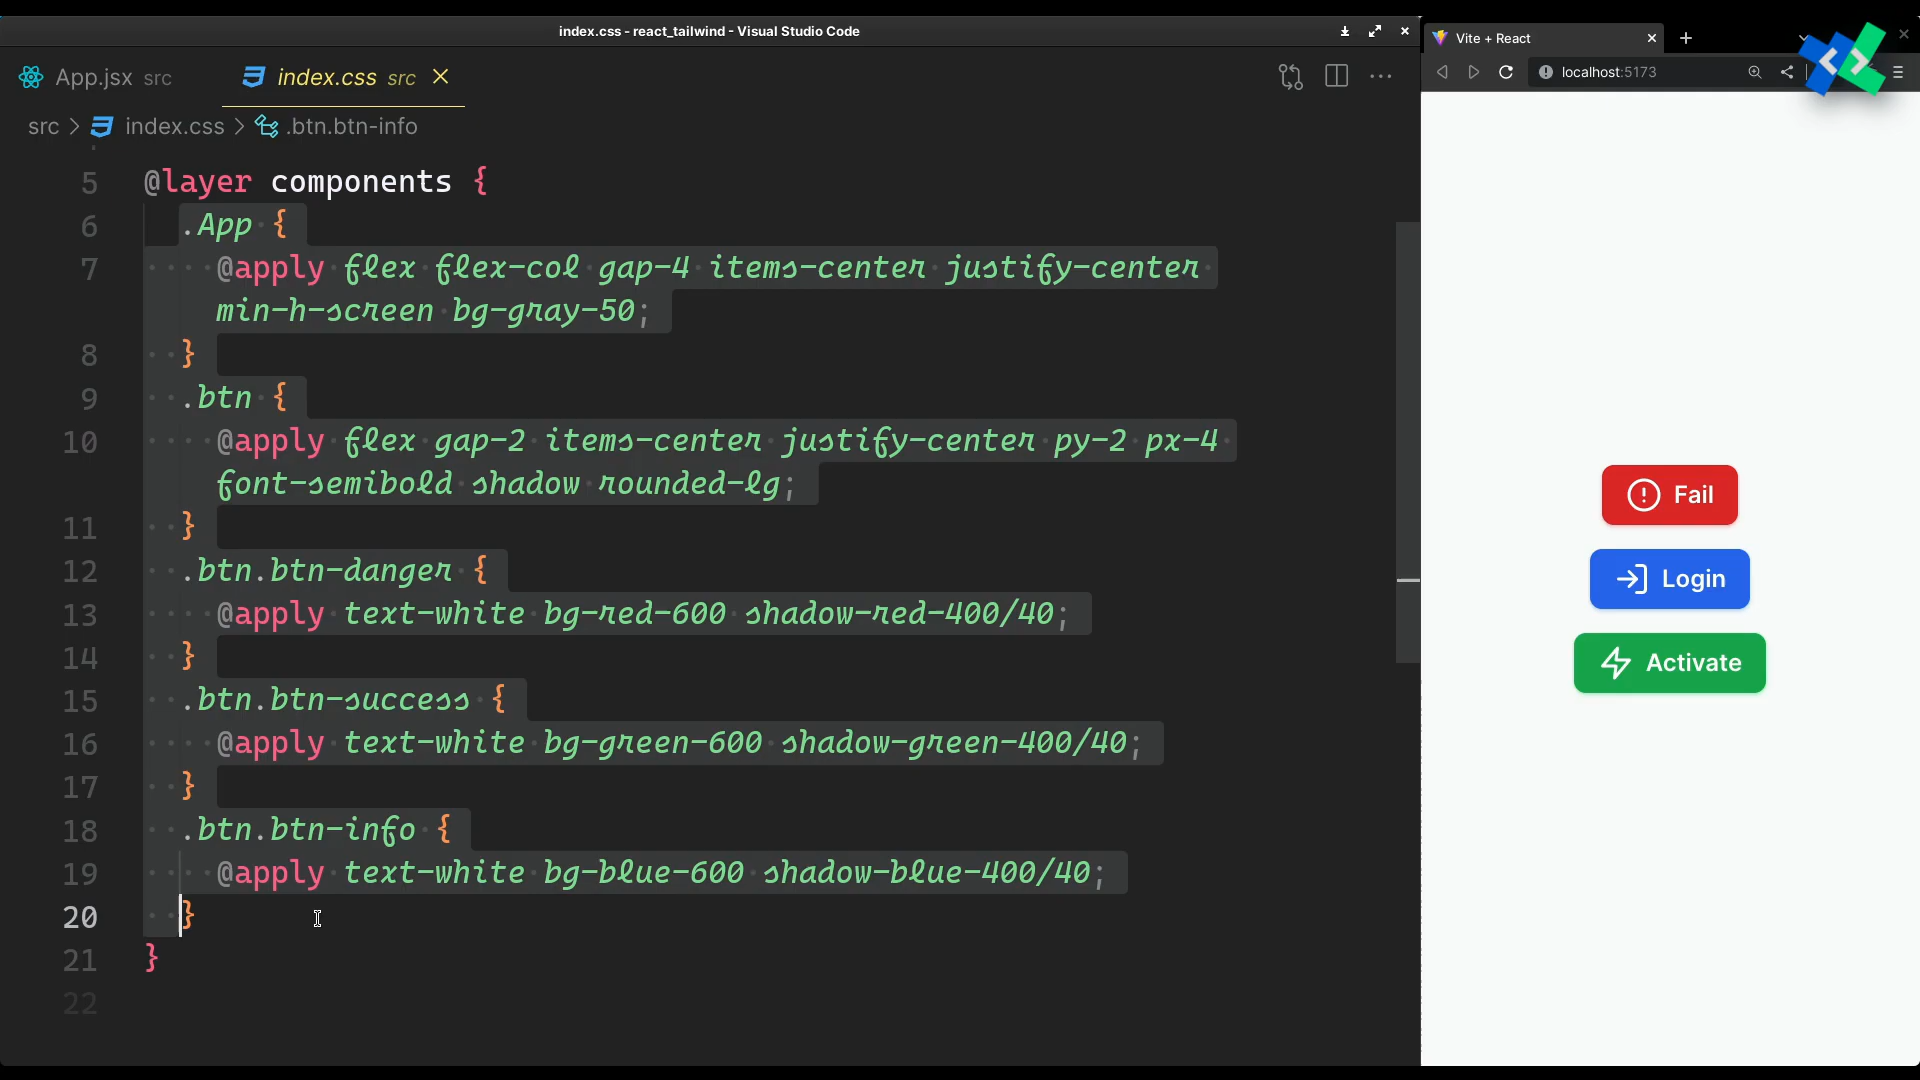 index.css - react_tailwind - Visual Studio Code
App.jsx src
index.css src
src > index.css > .btn.btn-info
5 @layer components {
6 .App {
7 @apply flex flex-col gap-4 items-center justify-center
min-h-screen bg-gray-50;
8 }
9 .btn {
10 @apply flex gap-2 items-center justify-center py-2 px-4
font-semibold shadow rounded-lg;
11 }
12 .btn.btn-danger {
13 @apply text-white bg-red-600 shadow-red-400/40;
14 }
15 .btn.btn-success {
16 @apply text-white bg-green-600 shadow-green-400/40;
17 }
18 .btn.btn-info {
19 @apply text-white bg-blue-600 shadow-blue-400/40;
20 }
21 }
22
Vite + React
localhost:5173
Fail
Login
Activate